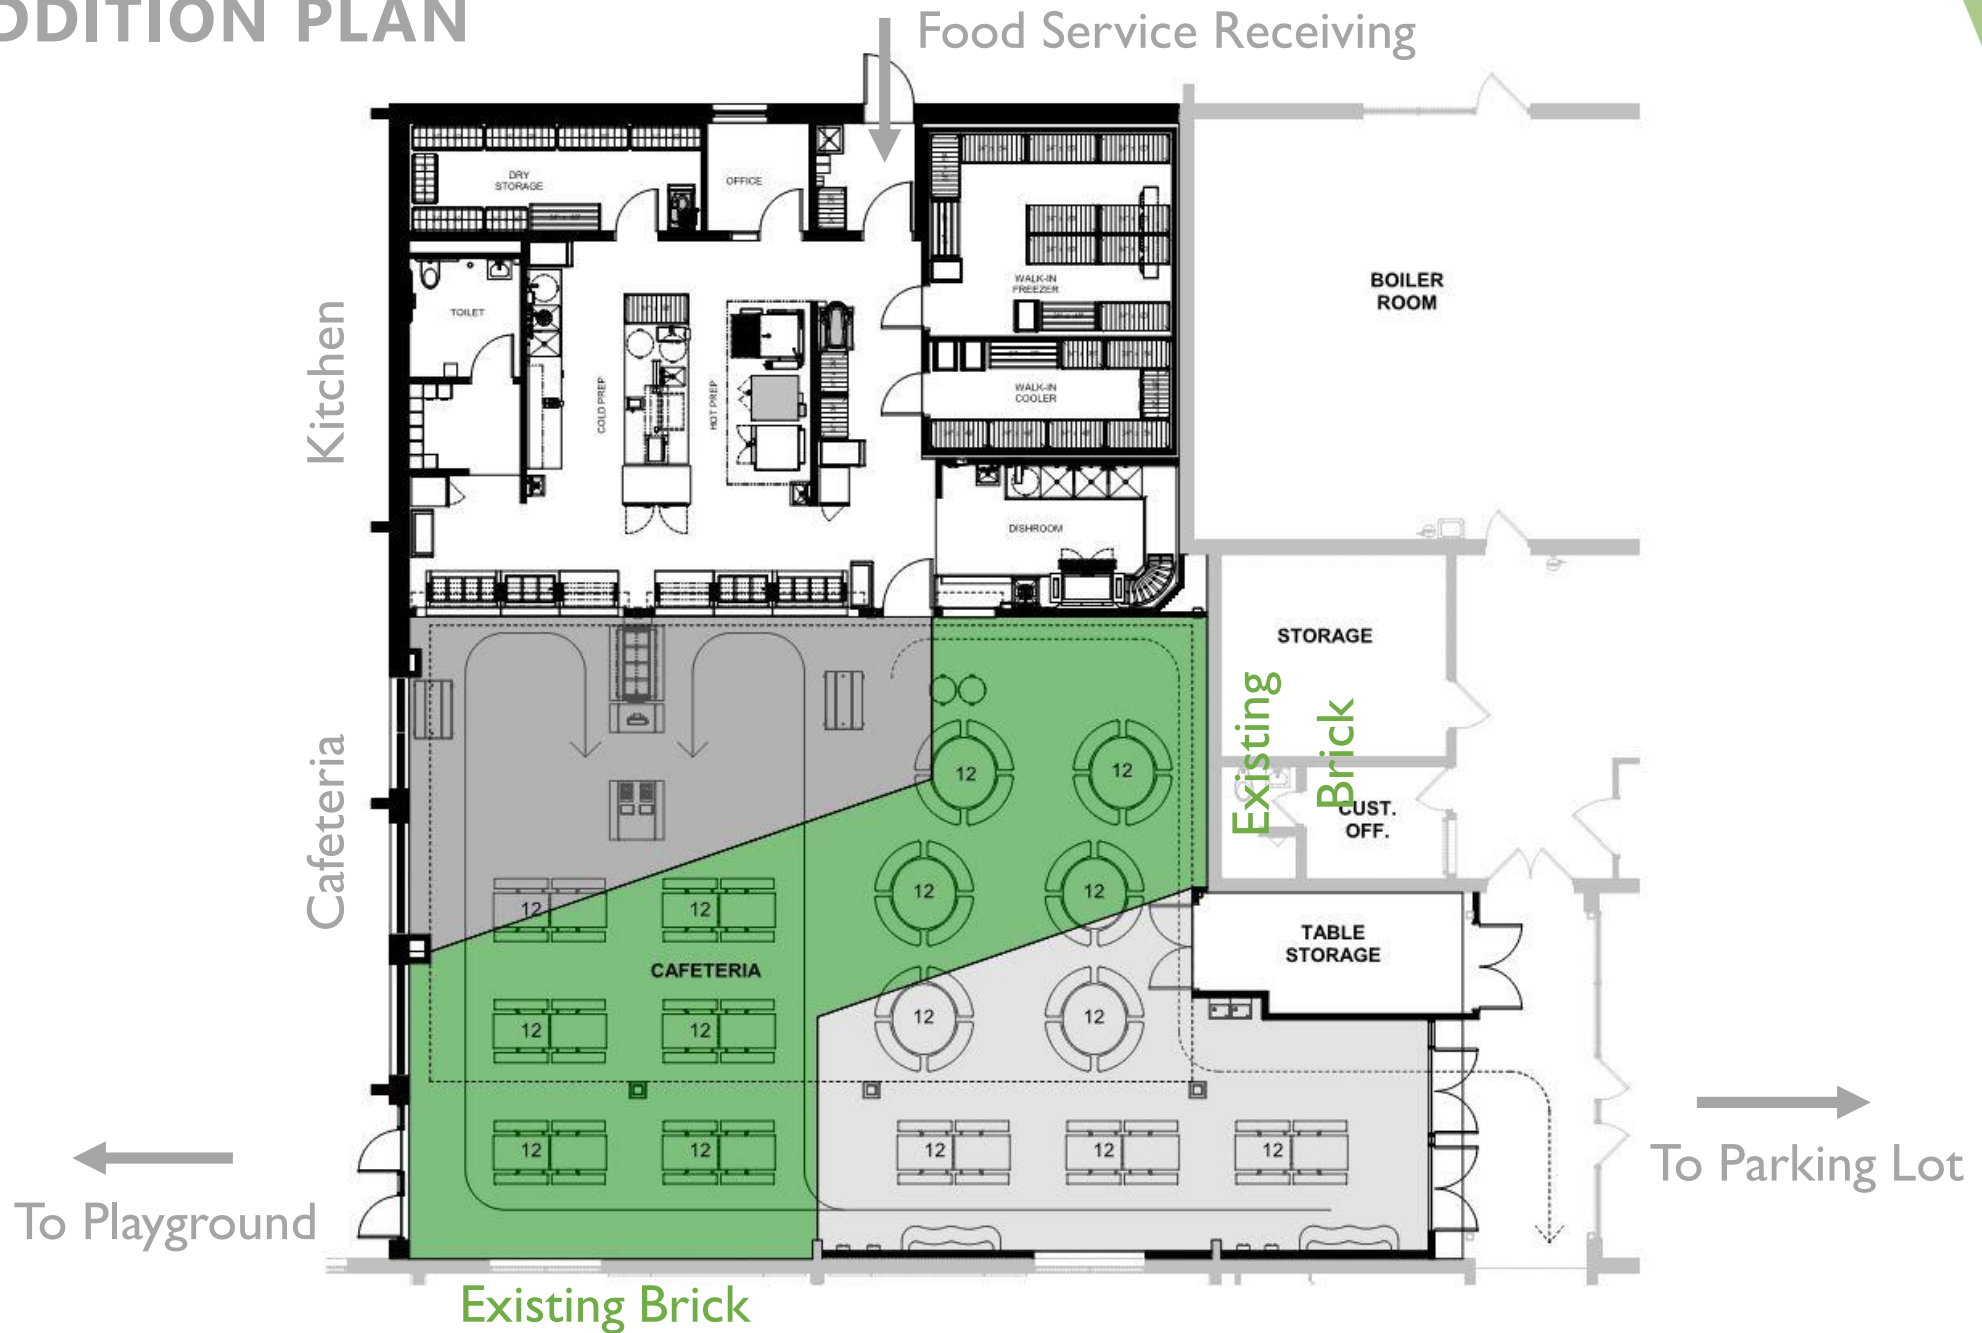 DDITION PLAN
Food Service Receiving
DRY
STORAGE
OFFICE
WALK-IN
FREEZER
BOILER
ROOM
TOILET
Kitchen
COLD PREP
HOT PREP
WALK-IN
COOLER
DISHROOM
STORAGE
Existing
Brick
CUST.
OFF.
Cafeteria
12
12
12
12
12
12
TABLE
STORAGE
CAFETERIA
12
12
12
12
12
12
12
12
12
To Playground
To Parking Lot
Existing Brick